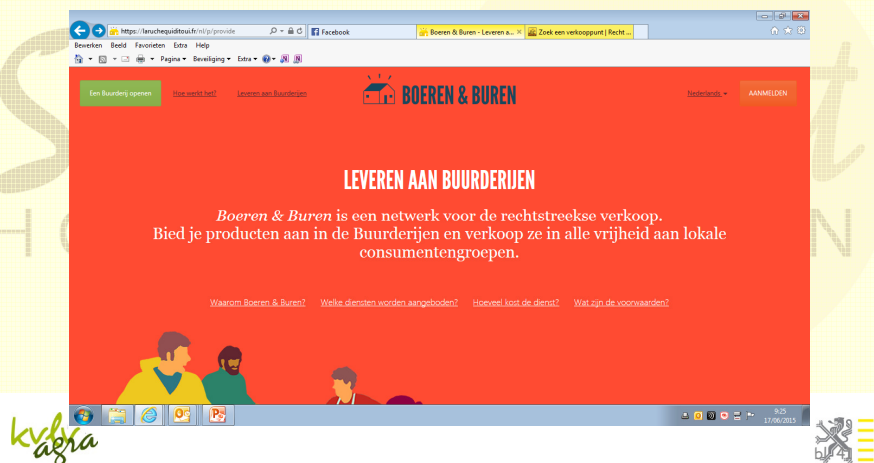 https://laruchequiditoui.fr/nl/p/provide
Facebook
Boeren & Buren - Leveren a...
Zoek een verkooppunt | Recht ...
Bewerken Beeld Favorieten Extra Help
Pagina Beveiliging Extra
Een Buurderij openen
Hoe werkt het?
Leveren aan Buurderijen
BOEREN & BUREN
Nederlands
AANMELDEN
LEVEREN AAN BUURDERIJEN
Boeren & Buren is een netwerk voor de rechtstreekse verkoop.
Bied je producten aan in de Buurderijen en verkoop ze in alle vrijheid aan lokale
consumentengroepen.
Waarom Boeren & Buren? Welke diensten worden aangeboden? Hoeveel kost de dienst? Wat zijn de voorwaarden?
9:25
17/06/2015
kvlv
agra